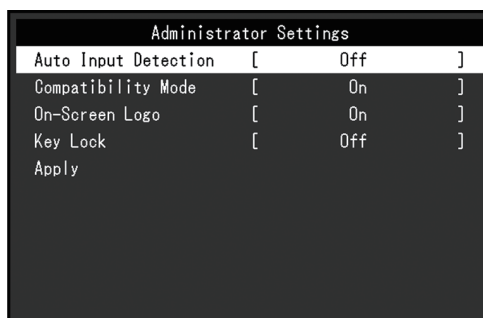 Administrator Settings
Auto Input Detection [ Off ]
Compatibility Mode [ On ]
On-Screen Logo [ On ]
Key Lock [ Off ]
Apply